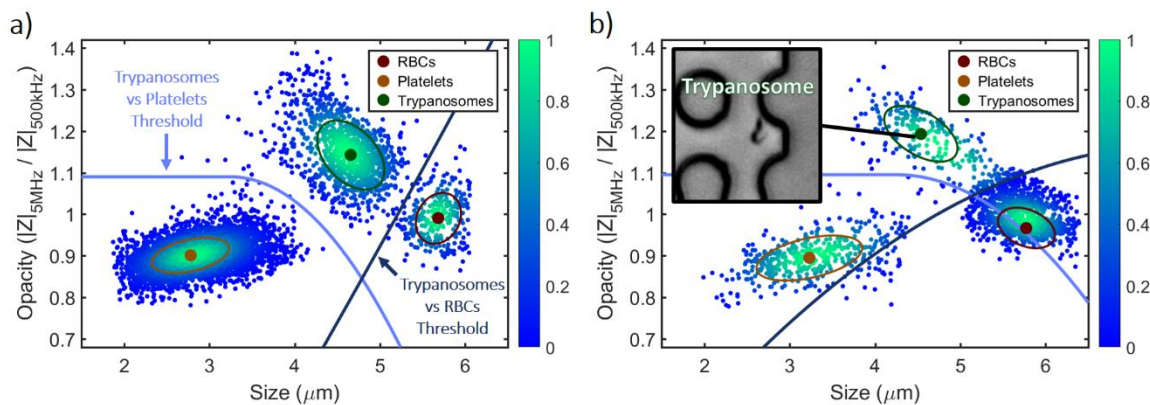 a)
Opacity (|Z|5MHz / |Z|500kHz)
1.4
1.3
1.2
1.1
1
0.9
0.8
0.7
Trypanosomes
vs Platelets
Threshold
RBCs
Platelets
Trypanosomes
Trypanosomes
vs RBCs
Threshold
2 3 4 5 6
Size (μm)
1
0.8
0.6
0.4
0.2
0
b)
Opacity (|Z|5MHz / |Z|500kHz)
1.4
1.3
1.2
1.1
1
0.9
0.8
0.7
Trypanosome
RBCs
Platelets
Trypanosomes
2 3 4 5 6
Size (μm)
1
0.8
0.6
0.4
0.2
0